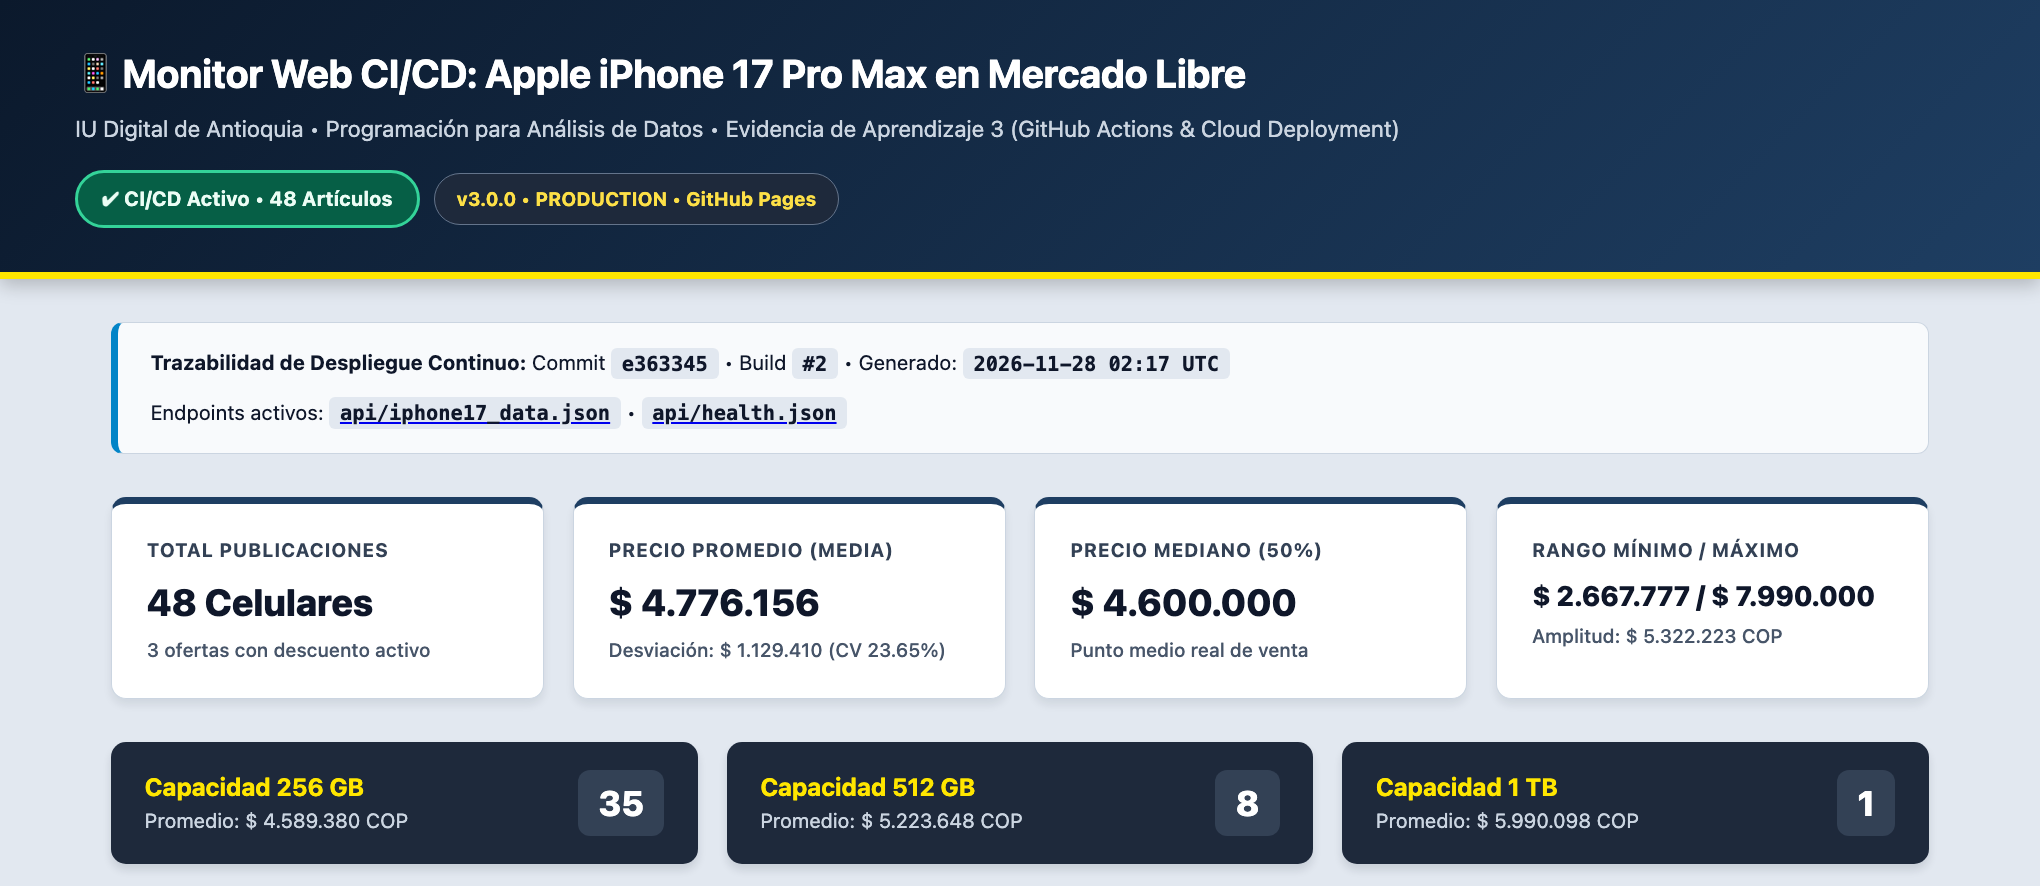 📱 Monitor Web CI/CD: Apple iPhone 17 Pro Max en Mercado Libre
IU Digital de Antioquia • Programación para Análisis de Datos • Evidencia de Aprendizaje 3 (GitHub Actions & Cloud Deployment)
✔ CI/CD Activo • 48 Artículos
v3.0.0 • PRODUCTION • GitHub Pages
Trazabilidad de Despliegue Continuo: Commit e363345 • Build #2 • Generado: 2026-11-28 02:17 UTC
Endpoints activos: api/iphone17_data.json • api/health.json
TOTAL PUBLICACIONES
48 Celulares
3 ofertas con descuento activo
PRECIO PROMEDIO (MEDIA)
$ 4.776.156
Desviación: $ 1.129.410 (CV 23.65%)
PRECIO MEDIANO (50%)
$ 4.600.000
Punto medio real de venta
RANGO MÍNIMO / MÁXIMO
$ 2.667.777 / $ 7.990.000
Amplitud: $ 5.322.223 COP
Capacidad 256 GB
Promedio: $ 4.589.380 COP
35
Capacidad 512 GB
Promedio: $ 5.223.648 COP
8
Capacidad 1 TB
Promedio: $ 5.990.098 COP
1